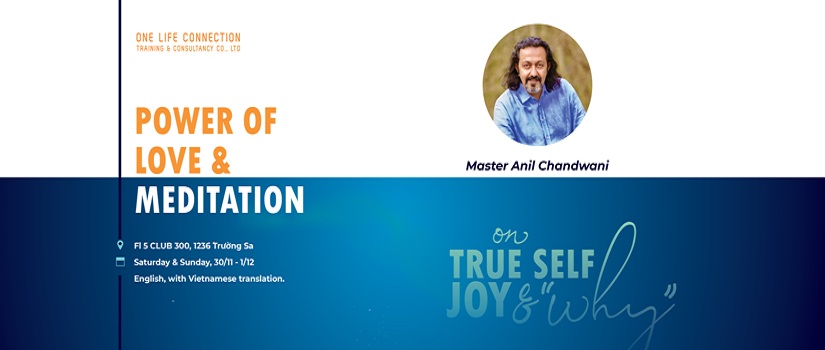 ONE LIFE CONNECTION
TRAINING & CONSULTANCY CO., LTD
POWER OF
LOVE &
MEDITATION
Fl 5 CLUB 300, 1236 Trường Sa
Saturday & Sunday, 30/11 - 1/12
English, with Vietnamese translation.
Master Anil Chandwani
on
TRUE SELF
JOY & "why"